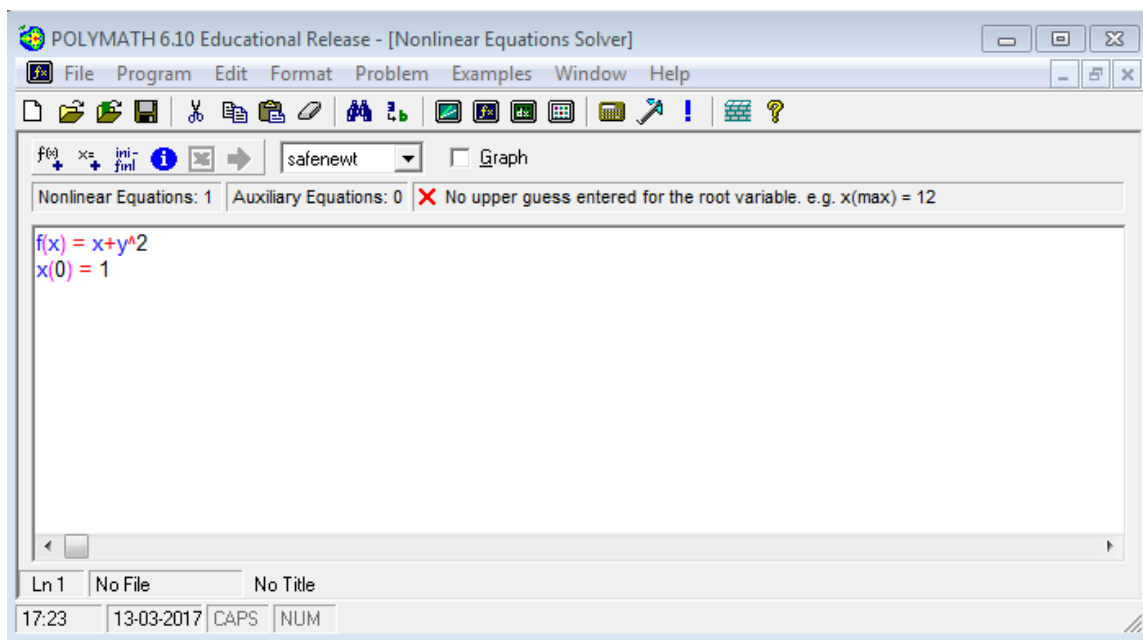 POLYMATH 6.10 Educational Release - [Nonlinear Equations Solver]
File Program Edit Format Problem Examples Window Help
f(x) x= ini- finl safenewt Graph
Nonlinear Equations: 1 Auxiliary Equations: 0 No upper guess entered for the root variable. e.g. x(max) = 12
f(x) = x+y^2
x(0) = 1
Ln 1 No File No Title
17:23 13-03-2017 CAPS NUM